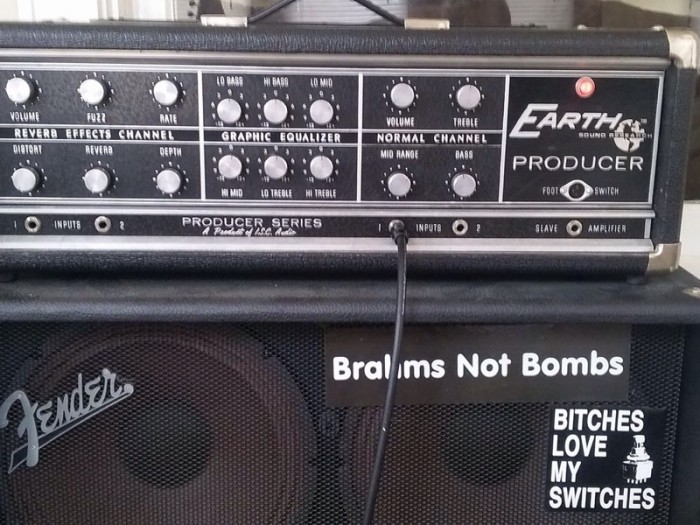 VOLUME FUZZ RATE
REVERB EFFECTS CHANNEL
DISTORT REVERB DEPTH
1 INPUTS 2
LO BASS HI BASS LO MID
GRAPHIC EQUALIZER
HI MID LO TREBLE HI TREBLE
VOLUME TREBLE
NORMAL CHANNEL
MID RANGE BASS
1 INPUTS 2
EARTH
SOUND RESEARCH
PRODUCER
FOOT SWITCH
SLAVE AMPLIFIER
PRODUCER SERIES
A Product of I.S.C. Audio
Fender
Brahms Not Bombs
BITCHES
LOVE
MY
SWITCHES